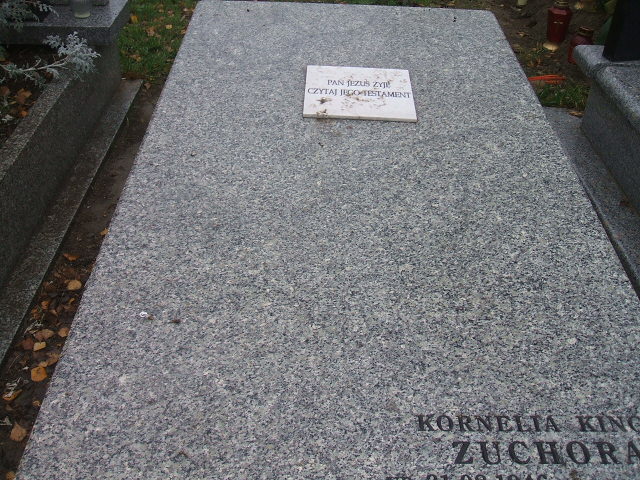 PAN JEZUS ŻYJE
CZYTAJ JEGO TESTAMENT
KORNELIA
ZUCHORA